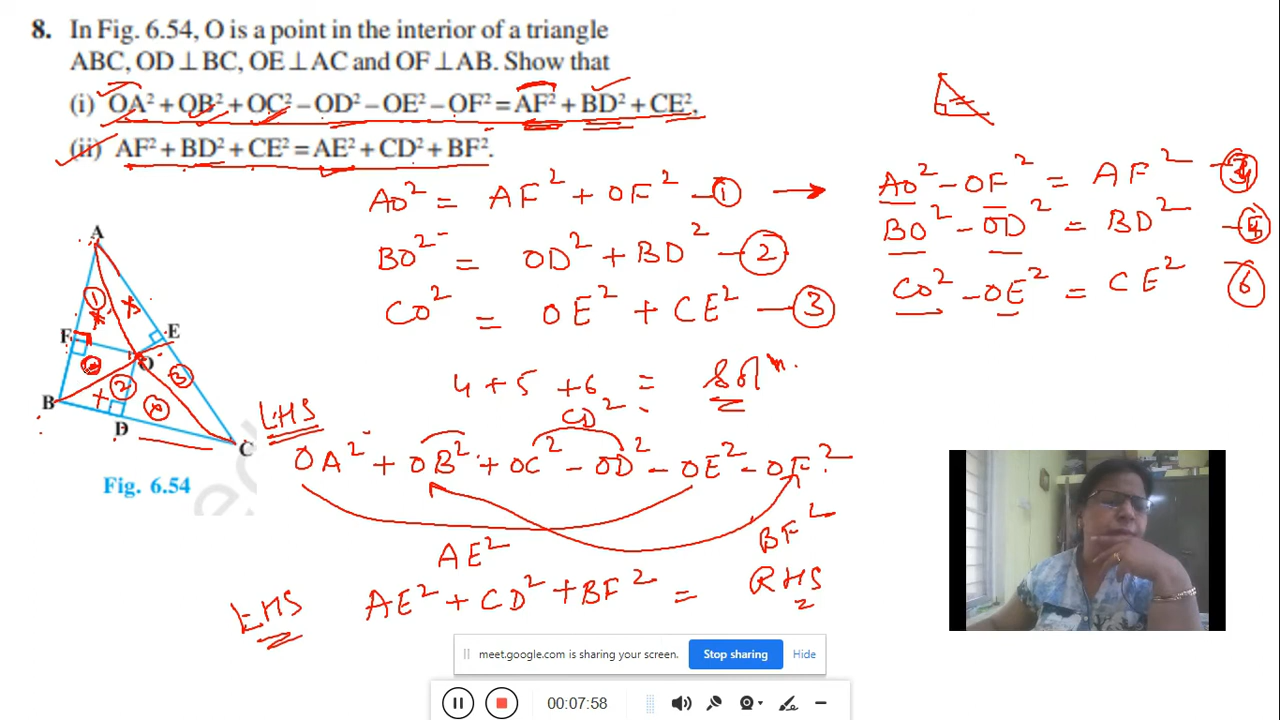 8. In Fig. 6.54, O is a point in the interior of a triangle
ABC, OD ⊥ BC, OE ⊥ AC and OF ⊥ AB. Show that
(i) OA² + OB² + OC² – OD² – OE² – OF² = AF² + BD² + CE²,
(ii) AF² + BD² + CE² = AE² + CD² + BF².
AO² = AF² + OF² – ① → AO² – OF² = AF² –
BO² = OD² + BD² – ② BO² – OD² = BD² – ⑤
CO² = OE² + CE² – ③ CO² – OE² = CE² – ⑥
A
① x
F E
O
② ③
B x
D
C
Fig. 6.54
4 + 5 + 6 = Solⁿ.
CD²
LHS
OA² + OB² + OC² – OD² – OE² – OF²
AE² BF²
LHS AE² + CD² + BF² = RHS
meet.google.com is sharing your screen. Stop sharing Hide
00:07:58